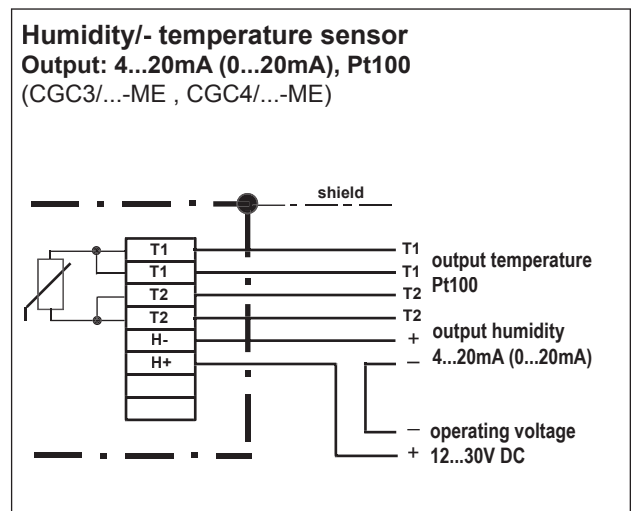 Humidity/- temperature sensor
Output: 4...20mA (0...20mA), Pt100
(CGC3/...-ME , CGC4/...-ME)
shield
T1
T1
T2
T2
H-
H+
T1
T1
T2
T2
+
–
–
+
output temperature
Pt100
output humidity
4...20mA (0...20mA)
operating voltage
12...30V DC